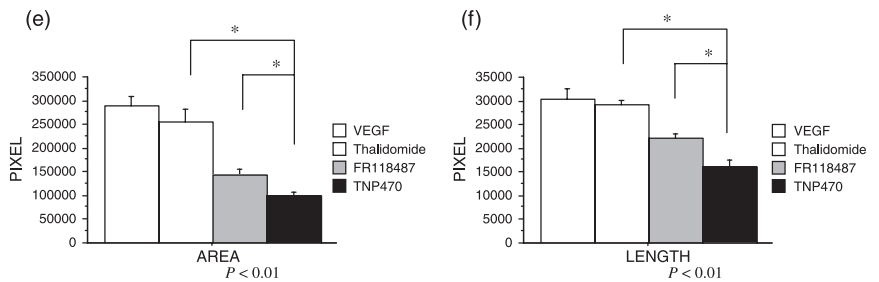 (e)
*
*
350000
300000
250000
200000
150000
100000
50000
0
PIXEL
VEGF
Thalidomide
FR118487
TNP470
AREA
P < 0.01
(f)
*
*
35000
30000
25000
20000
15000
10000
5000
0
PIXEL
VEGF
Thalidomide
FR118487
TNP470
LENGTH
P < 0.01